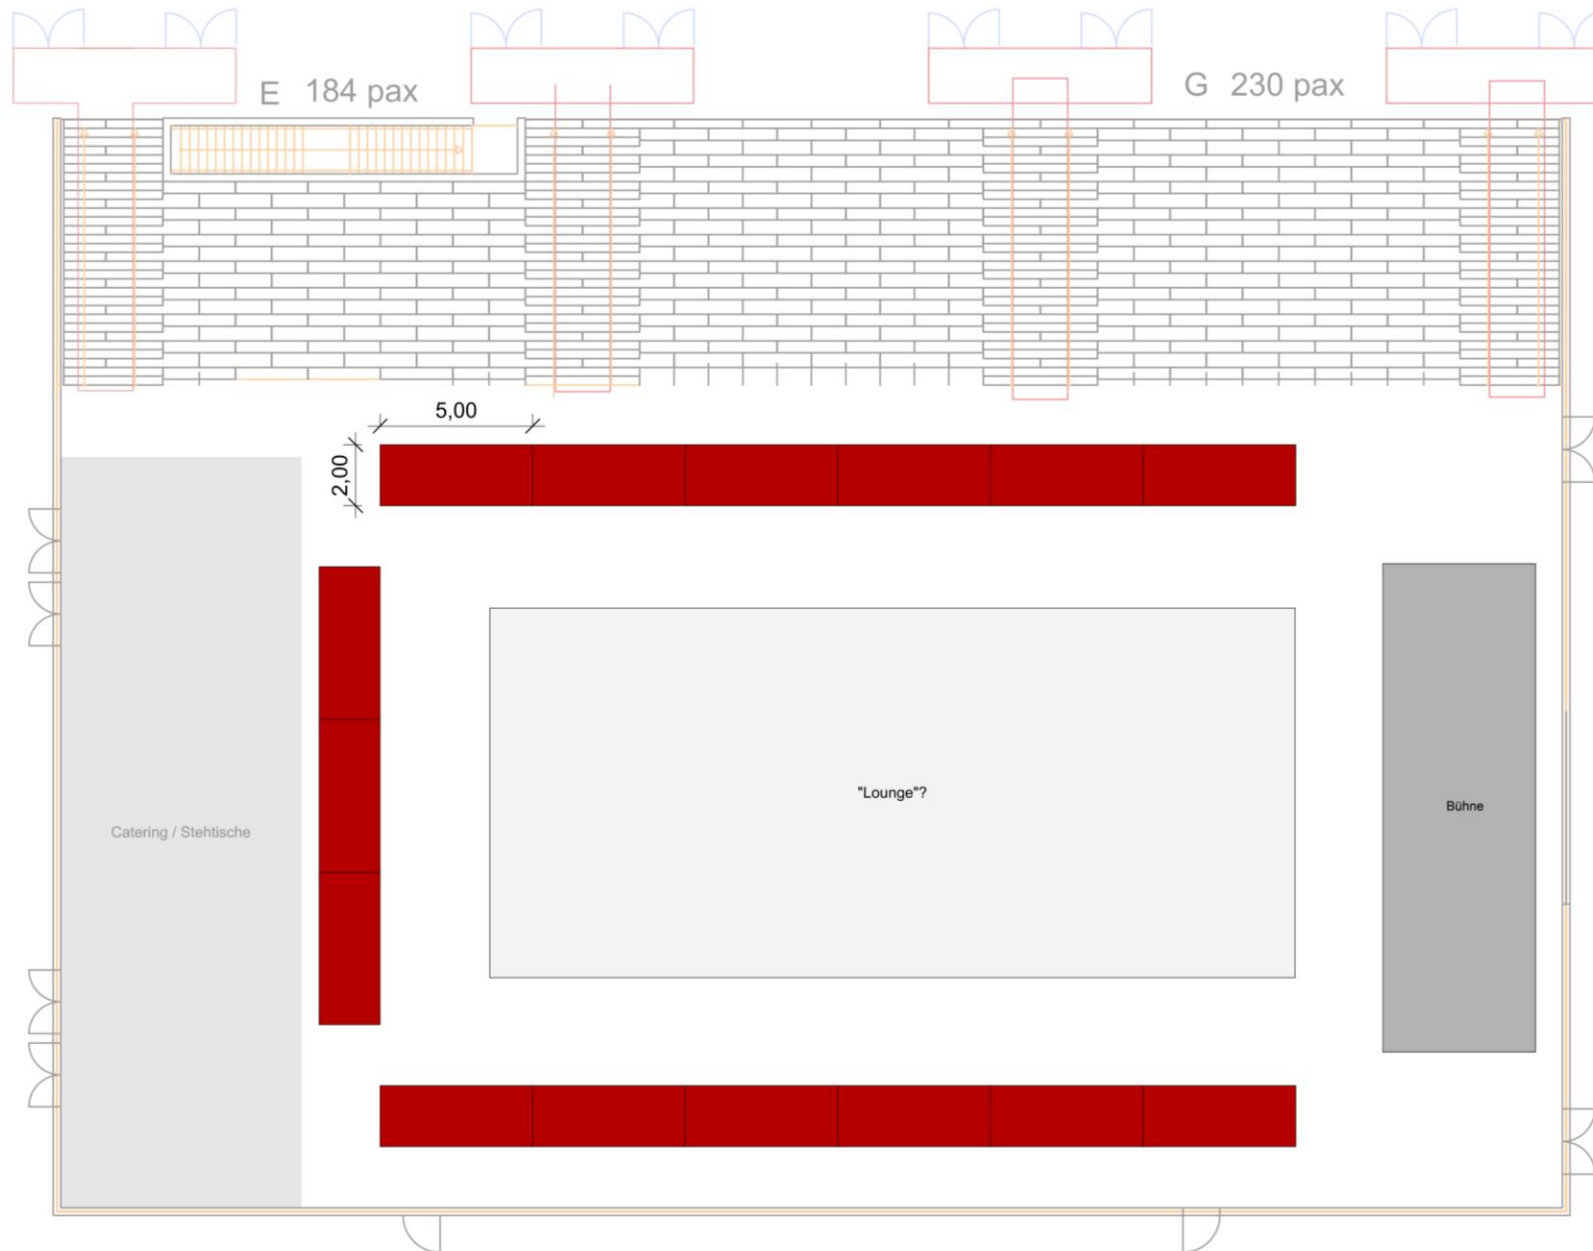 E 184 pax
G 230 pax
5,00
2,00
"Lounge"?
Bühne
Catering / Stehtische